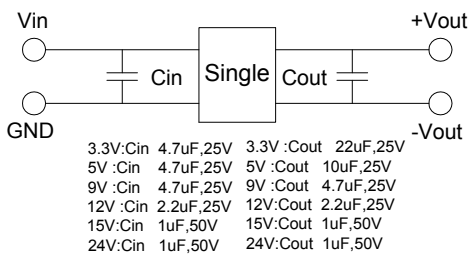 Vin +Vout
Cin Single Cout
GND -Vout
3.3V:Cin 4.7uF,25V 3.3V :Cout 22uF,25V
5V :Cin 4.7uF,25V 5V :Cout 10uF,25V
9V :Cin 4.7uF,25V 9V :Cout 4.7uF,25V
12V :Cin 2.2uF,25V 12V:Cout 2.2uF,25V
15V:Cin 1uF,50V 15V:Cout 1uF,50V
24V:Cin 1uF,50V 24V:Cout 1uF,50V